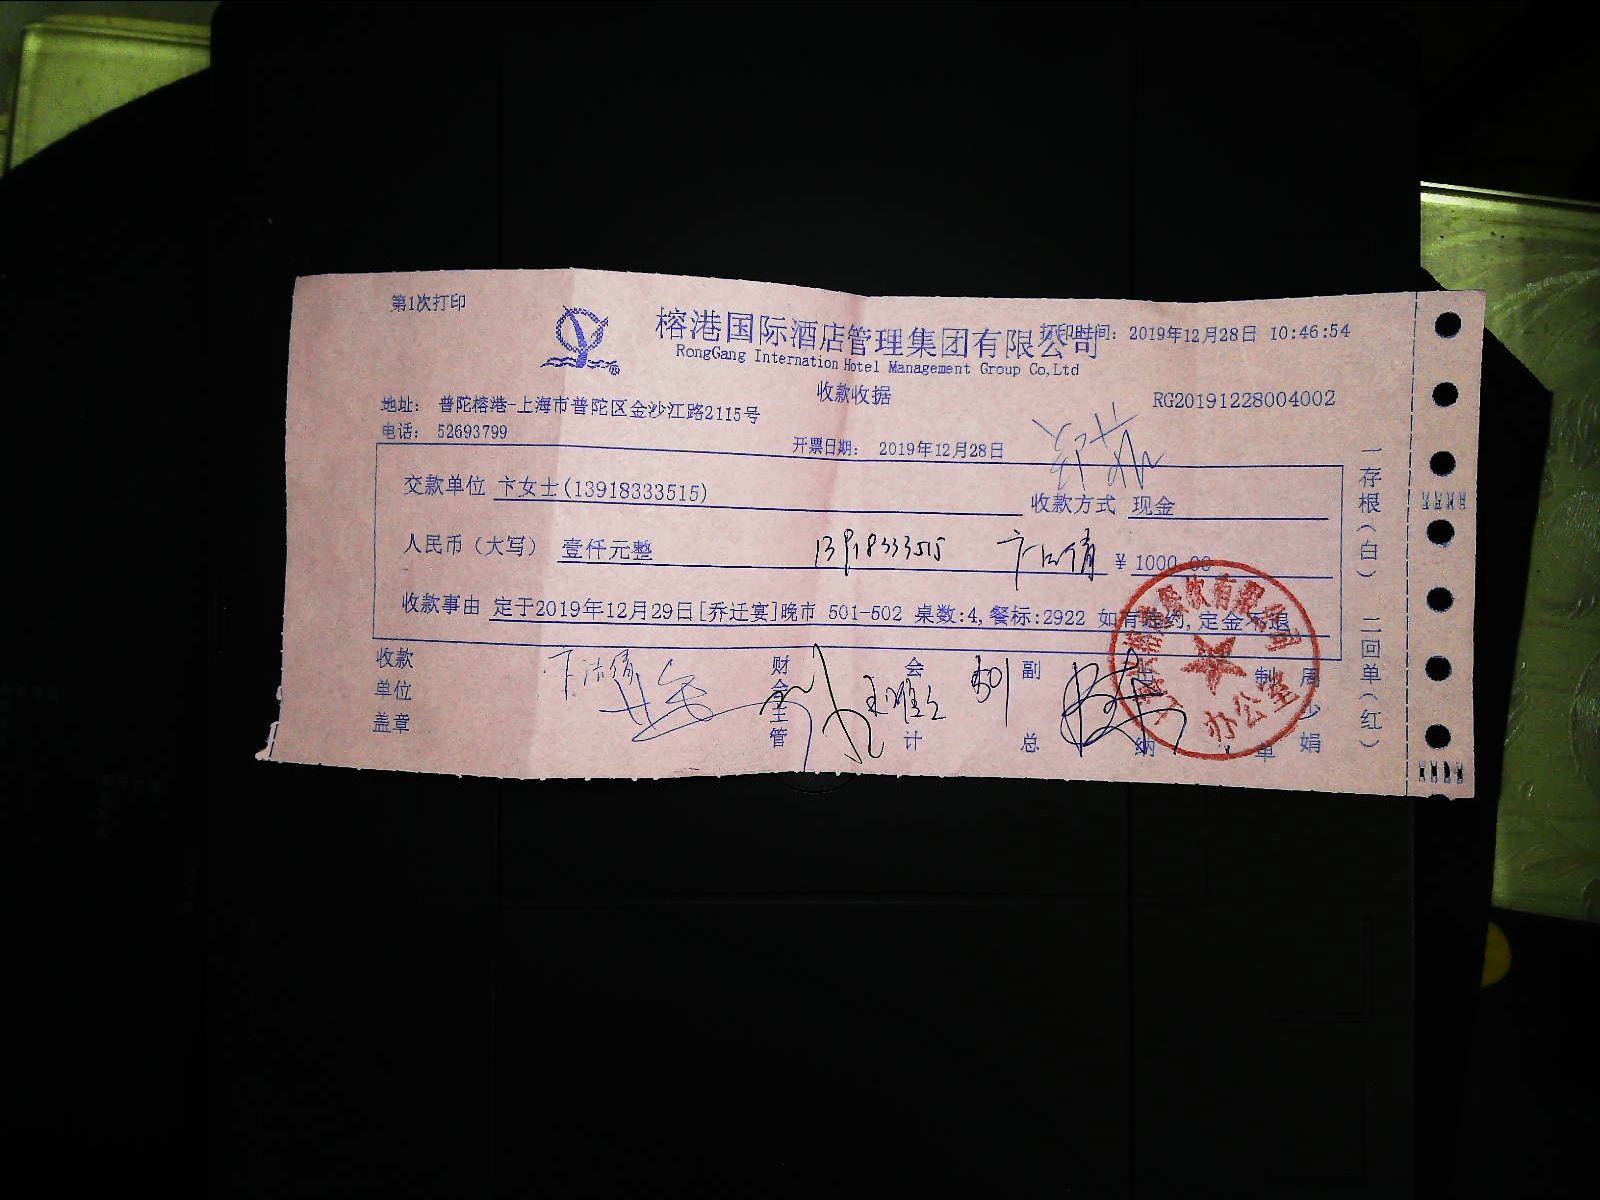 第1次打印
榕港国际酒店管理集团有限公司
打印时间: 2019年12月28日 10:46:54
RongGang Internation Hotel Management Group Co,Ltd
收款收据
RG20191228004002
地址: 普陀榕港-上海市普陀区金沙江路2115号
电话: 52693799
开票日期: 2019年12月28日
交款单位 卞女士(13918333515)
收款方式 现金
人民币(大写) 壹仟元整
13918333515
¥ 1000.00
收款事由 定于2019年12月29日[乔迁宴]晚市 501-502 桌数:4,餐标:2922 如有违约,定金不退
收款单位盖章
财会主管
会计
501
副总
出纳
制单
周少娟
办公室
一存根(白) 二回单(红)